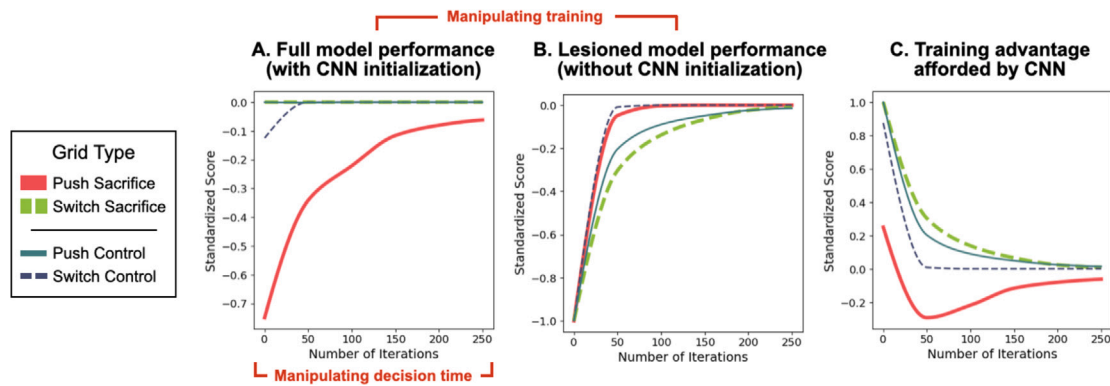 Manipulating training
A. Full model performance
(with CNN initialization)
B. Lesioned model performance
(without CNN initialization)
C. Training advantage
afforded by CNN
Grid Type
Push Sacrifice
Switch Sacrifice
Push Control
Switch Control
Standardized Score
0.0
−0.1
−0.2
−0.3
−0.4
−0.5
−0.6
−0.7
0 50 100 150 200 250
Number of Iterations
Manipulating decision time
Standardized Score
0.0
−0.2
−0.4
−0.6
−0.8
−1.0
0 50 100 150 200 250
Number of Iterations
Standardized Score
1.0
0.8
0.6
0.4
0.2
0.0
−0.2
0 50 100 150 200 250
Number of Iterations